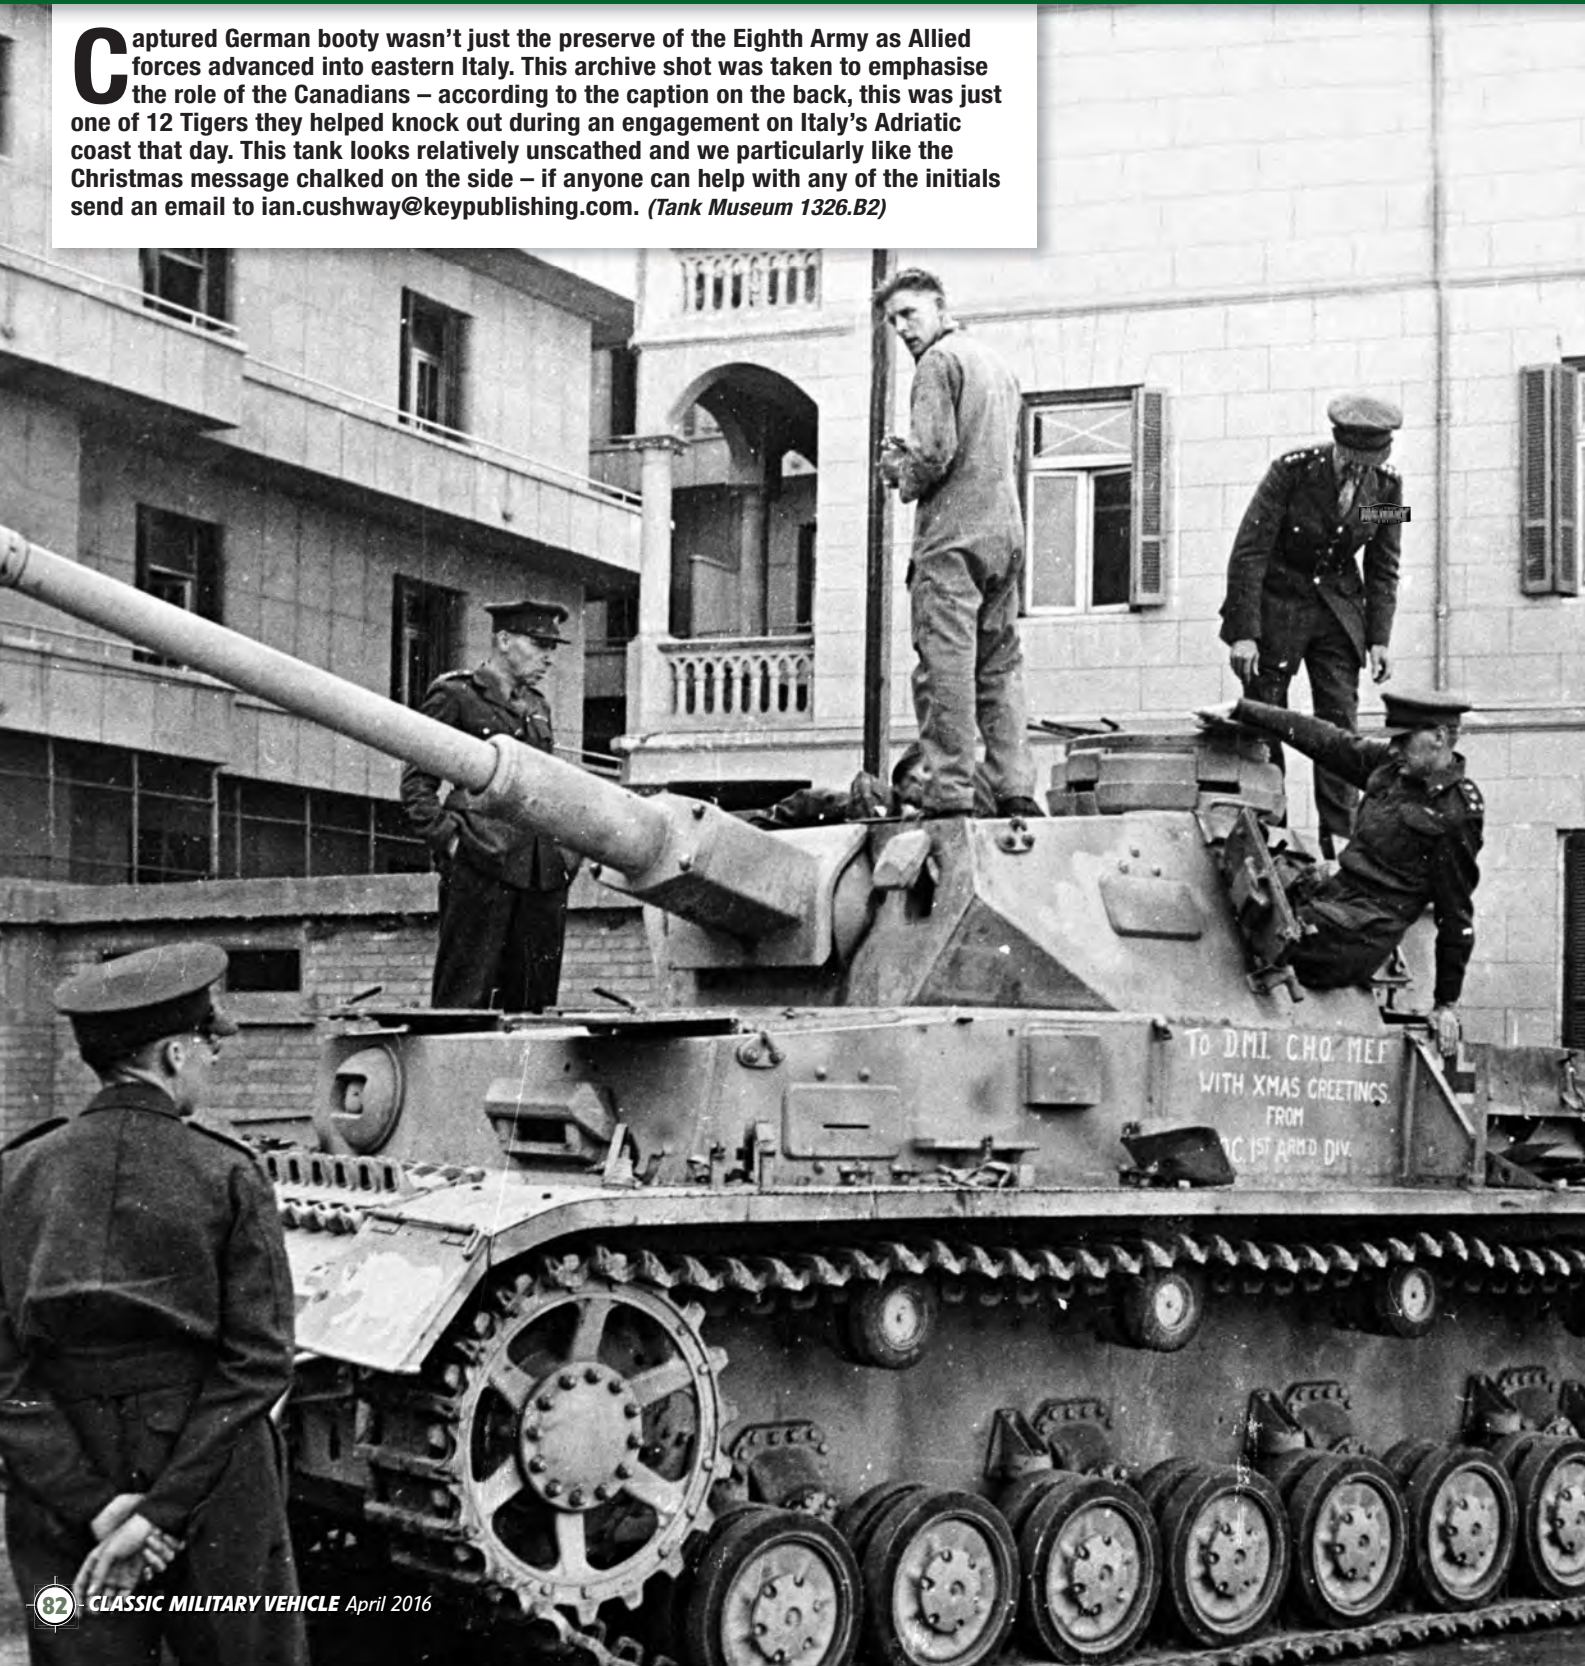 Captured German booty wasn't just the preserve of the Eighth Army as Allied
forces advanced into eastern Italy. This archive shot was taken to emphasise
the role of the Canadians – according to the caption on the back, this was just
one of 12 Tigers they helped knock out during an engagement on Italy's Adriatic
coast that day. This tank looks relatively unscathed and we particularly like the
Christmas message chalked on the side – if anyone can help with any of the initials
send an email to ian.cushway@keypublishing.com. (Tank Museum 1326.B2)
TO D.M.I. C.H.Q. MEF
WITH XMAS GREETINGS.
FROM
OC. 1ST ARMD DIV.
82 CLASSIC MILITARY VEHICLE April 2016